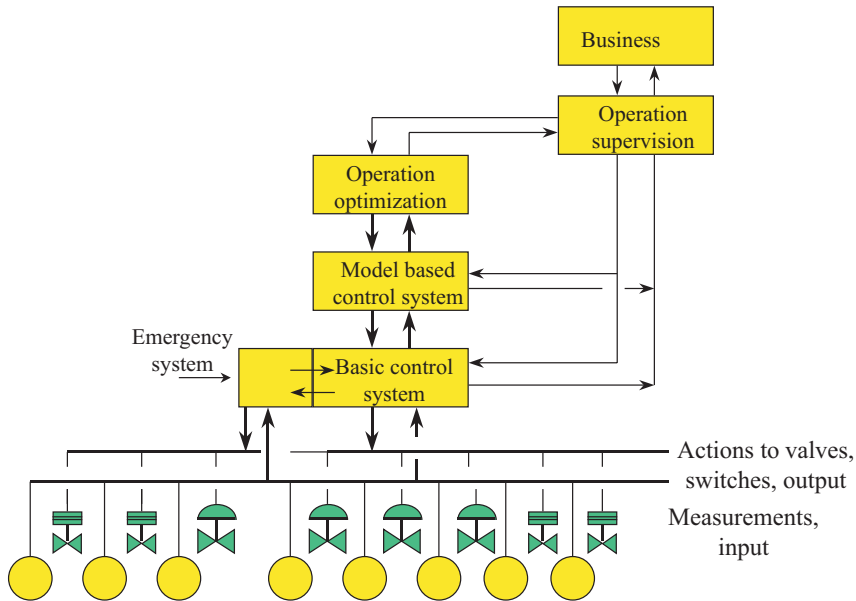 Business
Operation
supervision
Operation
optimization
Model based
control system
Emergency
system
Basic control
system
Actions to valves,
switches, output
Measurements,
input